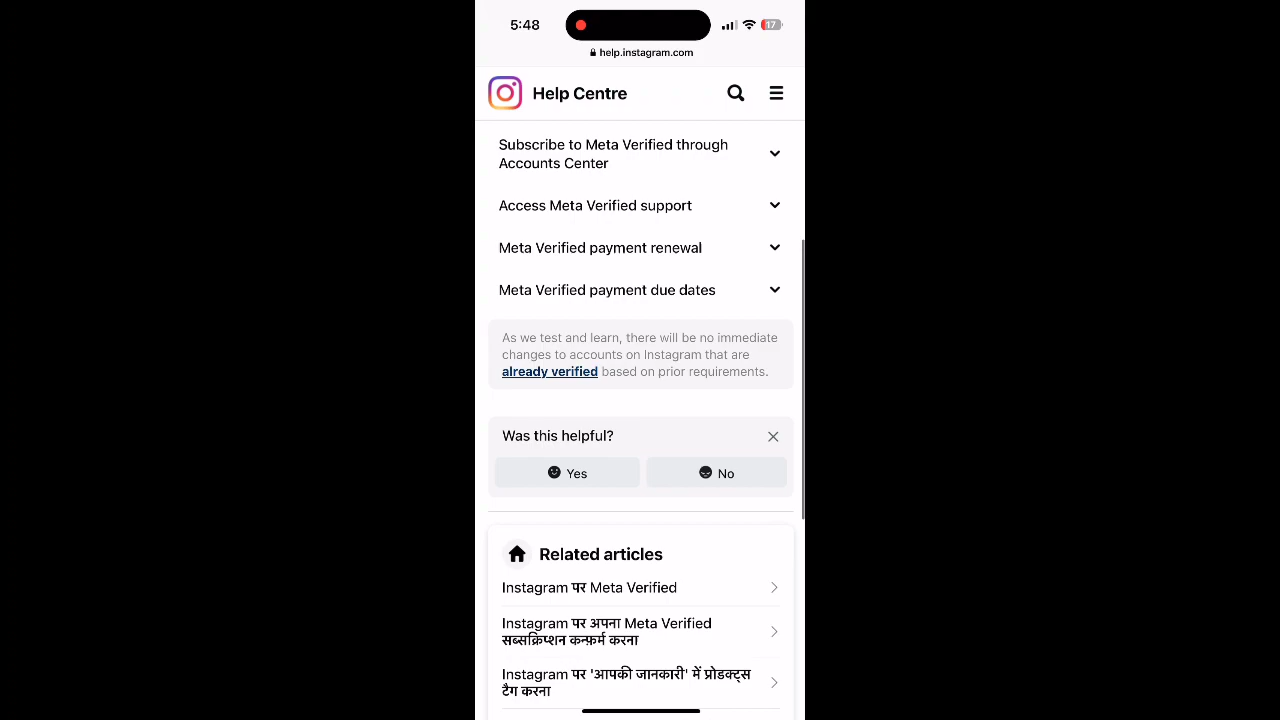 5:48
17
help.instagram.com
Help Centre
Subscribe to Meta Verified through
Accounts Center
Access Meta Verified support
Meta Verified payment renewal
Meta Verified payment due dates
As we test and learn, there will be no immediate
changes to accounts on Instagram that are
already verified based on prior requirements.
Was this helpful?
Yes
No
Related articles
Instagram पर Meta Verified
Instagram पर अपना Meta Verified
सब्सक्रिप्शन कन्फ़र्म करना
Instagram पर 'आपकी जानकारी' में प्रोडक्ट्स
टैग करना